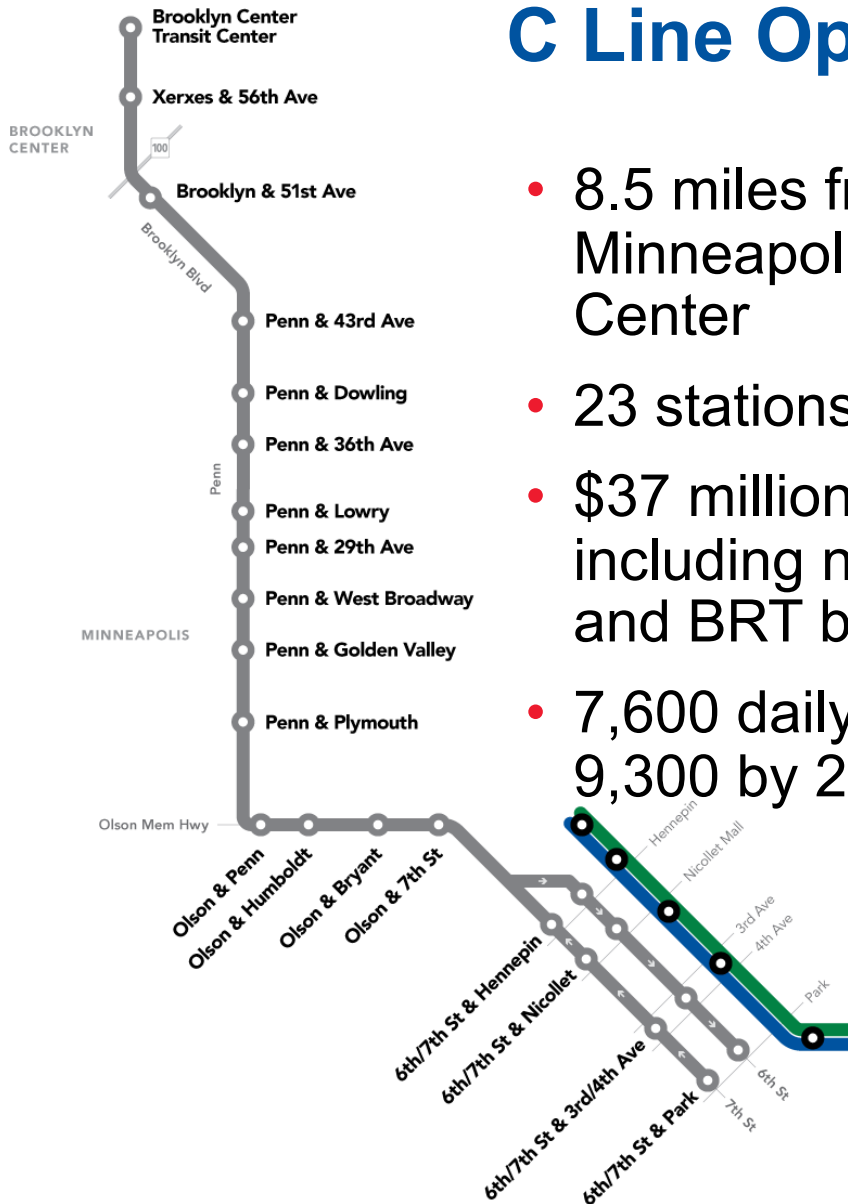 C Line Op
Brooklyn Center
Transit Center
Xerxes & 56th Ave
BROOKLYN
CENTER
100
Brooklyn & 51st Ave
Brooklyn Blvd
Penn & 43rd Ave
Penn & Dowling
Penn & 36th Ave
Penn
Penn & Lowry
Penn & 29th Ave
Penn & West Broadway
MINNEAPOLIS
Penn & Golden Valley
Penn & Plymouth
Olson Mem Hwy
Olson & Penn
Olson & Humboldt
Olson & Bryant
Olson & 7th St
6th/7th St & Hennepin
6th/7th St & Nicollet
6th/7th St & 3rd/4th Ave
6th/7th St & Park
Hennepin
Nicollet Mall
3rd Ave
4th Ave
Park
6th St
7th St
• 8.5 miles fr
Minneapol
Center
• 23 stations
• $37 million
including n
and BRT b
• 7,600 daily
9,300 by 2